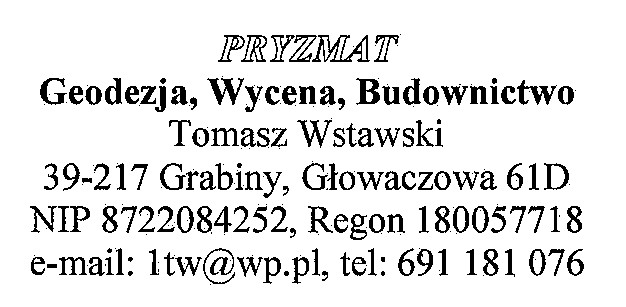 PRYZMAT
Geodezja, Wycena, Budownictwo
Tomasz Wstawski
39-217 Grabiny, Głowaczowa 61D
NIP 8722084252, Regon 180057718
e-mail: 1tw@wp.pl, tel: 691 181 076